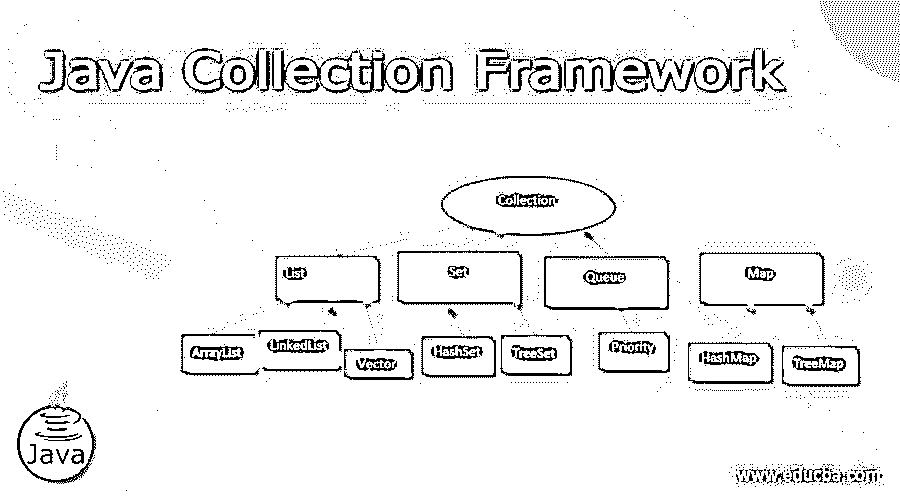 Java Collection Framework
Collection
List
Set
Queue
Map
ArrayList
LinkedList
Vector
HashSet
TreeSet
Priority
HashMap
TreeMap
Java
www.educba.com